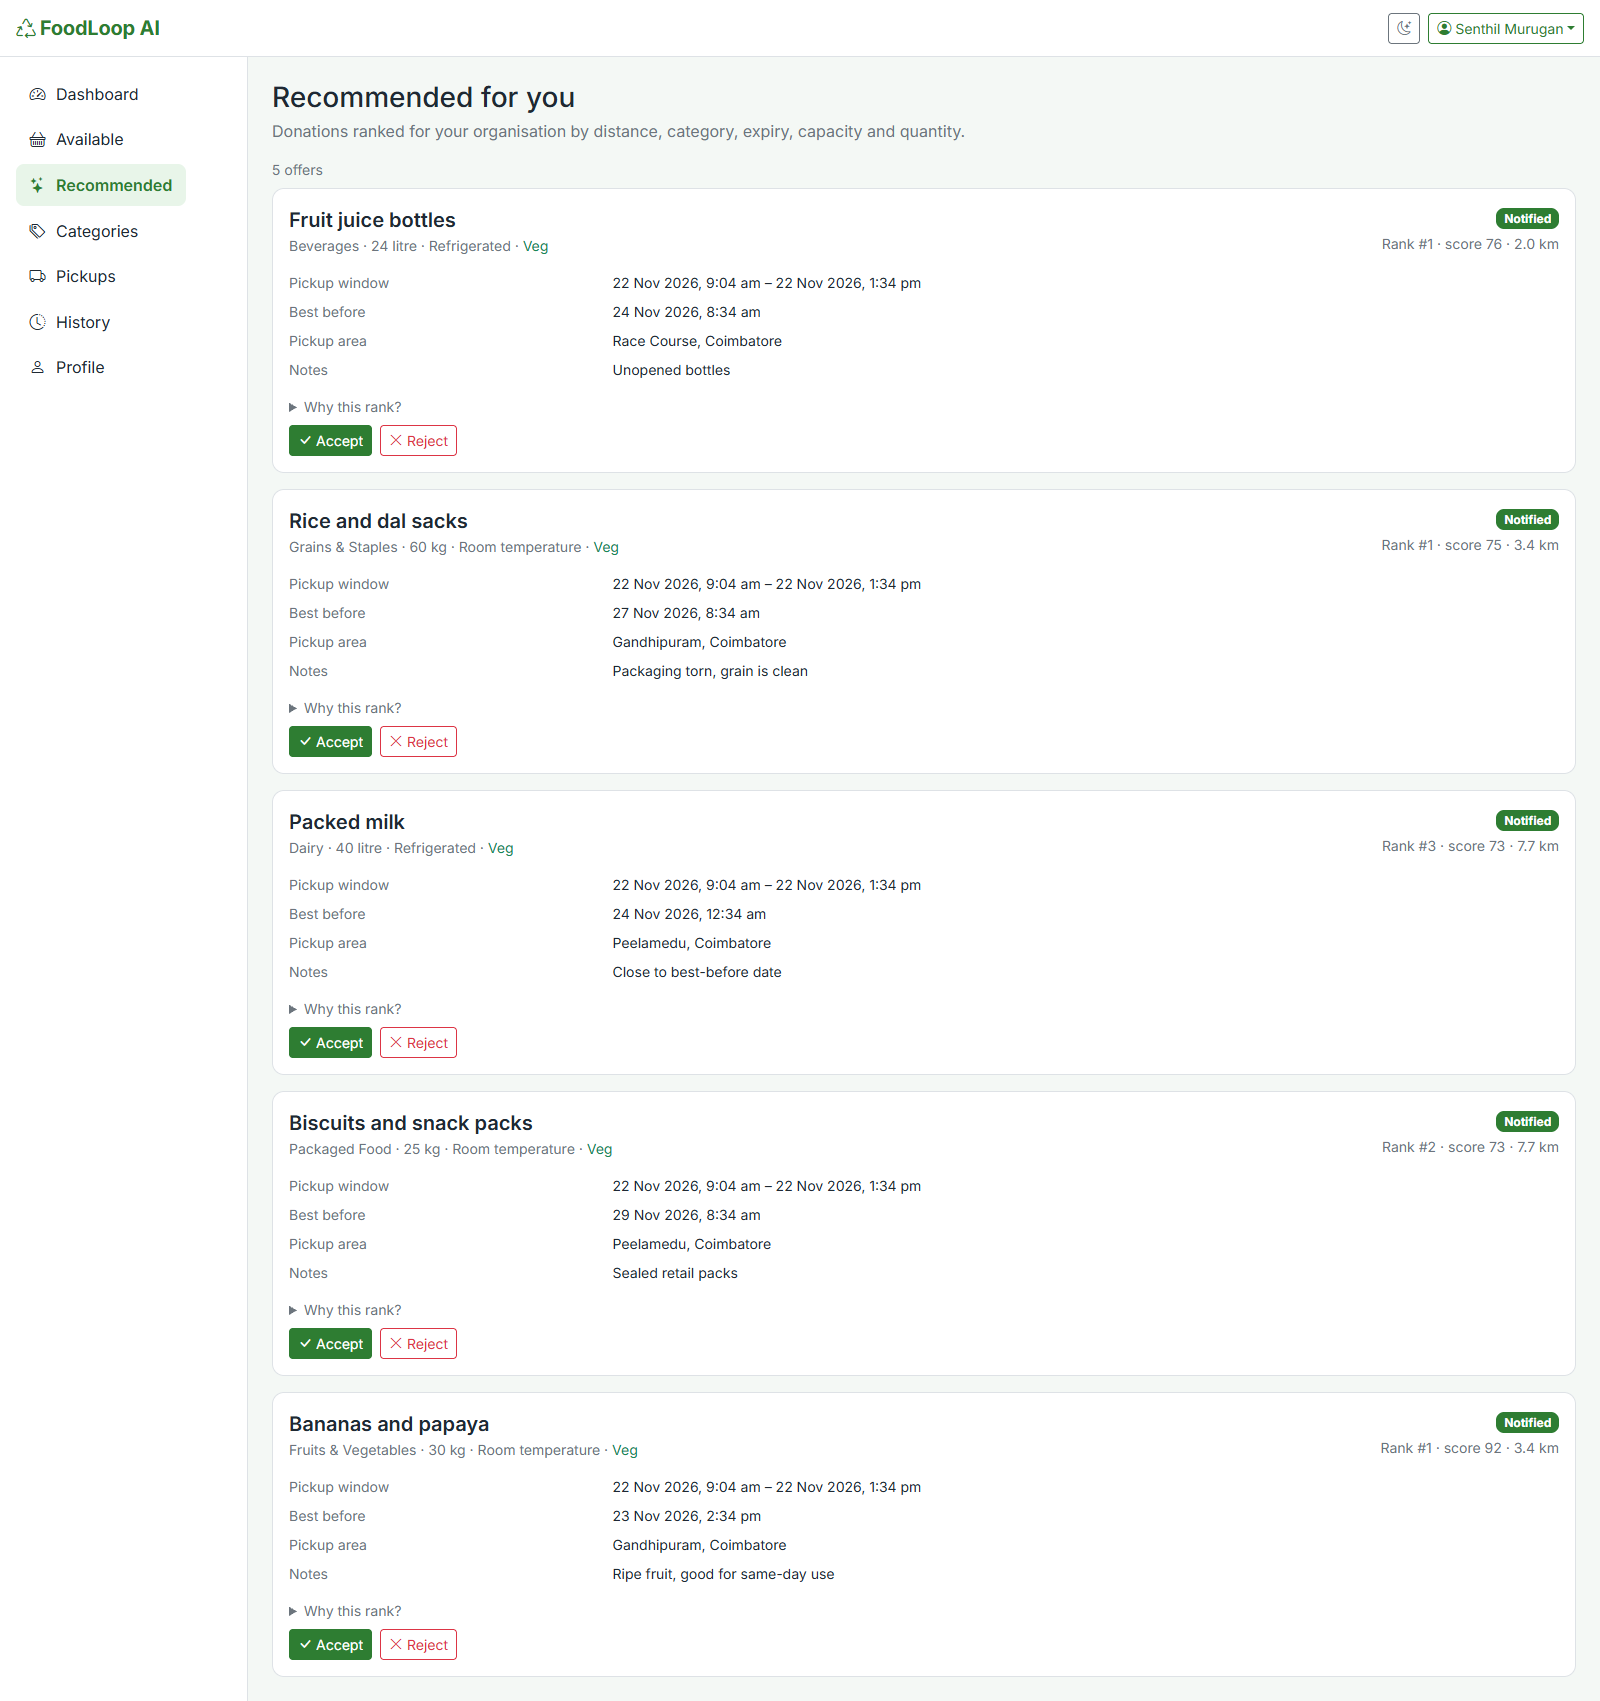 FoodLoop AI
Senthil Murugan
Dashboard
Available
Recommended
Categories
Pickups
History
Profile
Recommended for you
Donations ranked for your organisation by distance, category, expiry, capacity and quantity.
5 offers
Fruit juice bottles
Notified
Beverages · 24 litre · Refrigerated · Veg
Rank #1 · score 76 · 2.0 km
Pickup window 22 Nov 2026, 9:04 am – 22 Nov 2026, 1:34 pm
Best before 24 Nov 2026, 8:34 am
Pickup area Race Course, Coimbatore
Notes Unopened bottles
Why this rank?
Accept Reject
Rice and dal sacks
Notified
Grains & Staples · 60 kg · Room temperature · Veg
Rank #1 · score 75 · 3.4 km
Pickup window 22 Nov 2026, 9:04 am – 22 Nov 2026, 1:34 pm
Best before 27 Nov 2026, 8:34 am
Pickup area Gandhipuram, Coimbatore
Notes Packaging torn, grain is clean
Why this rank?
Accept Reject
Packed milk
Notified
Dairy · 40 litre · Refrigerated · Veg
Rank #3 · score 73 · 7.7 km
Pickup window 22 Nov 2026, 9:04 am – 22 Nov 2026, 1:34 pm
Best before 24 Nov 2026, 12:34 am
Pickup area Peelamedu, Coimbatore
Notes Close to best-before date
Why this rank?
Accept Reject
Biscuits and snack packs
Notified
Packaged Food · 25 kg · Room temperature · Veg
Rank #2 · score 73 · 7.7 km
Pickup window 22 Nov 2026, 9:04 am – 22 Nov 2026, 1:34 pm
Best before 29 Nov 2026, 8:34 am
Pickup area Peelamedu, Coimbatore
Notes Sealed retail packs
Why this rank?
Accept Reject
Bananas and papaya
Notified
Fruits & Vegetables · 30 kg · Room temperature · Veg
Rank #1 · score 92 · 3.4 km
Pickup window 22 Nov 2026, 9:04 am – 22 Nov 2026, 1:34 pm
Best before 23 Nov 2026, 2:34 pm
Pickup area Gandhipuram, Coimbatore
Notes Ripe fruit, good for same-day use
Why this rank?
Accept Reject